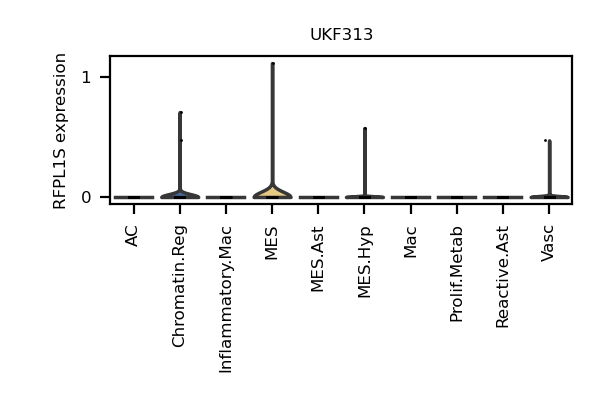 UKF313
RFPL1S expression
1
0
AC
Chromatin.Reg
Inflammatory.Mac
MES
MES.Ast
MES.Hyp
Mac
Prolif.Metab
Reactive.Ast
Vasc